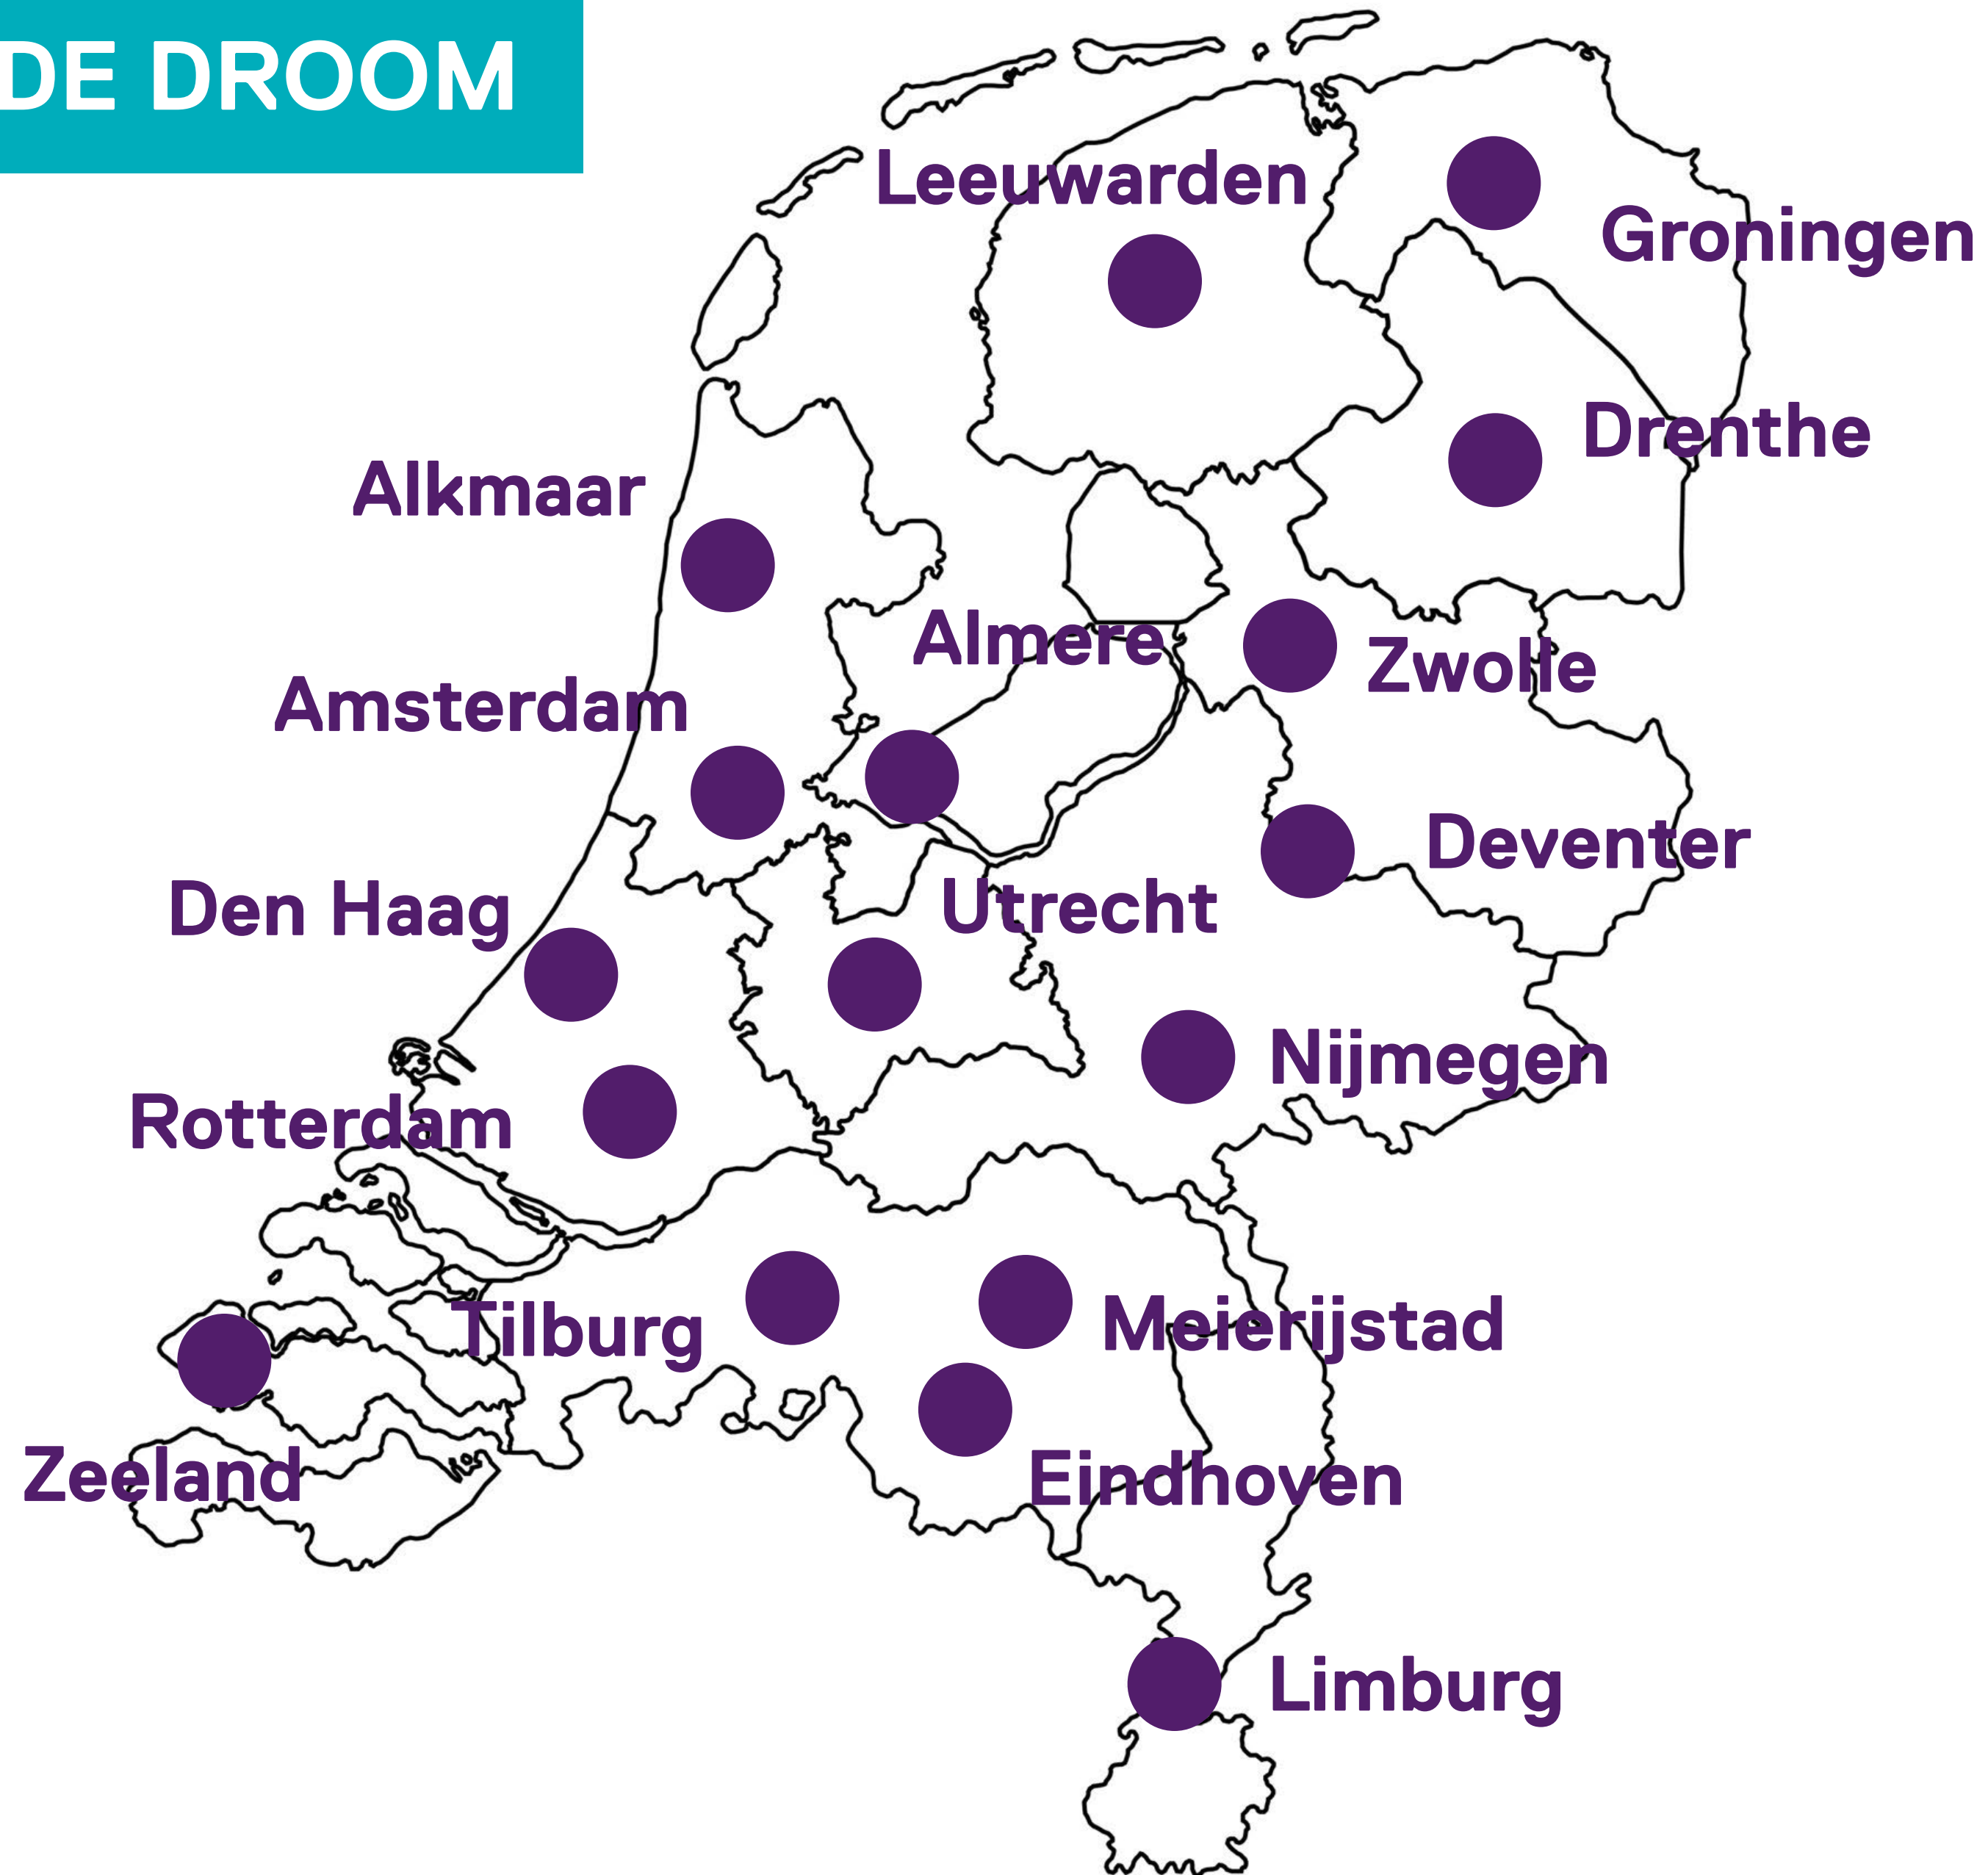 DE DROOM
Leeuwarden
Groningen
Drenthe
Alkmaar
Almere
Zwolle
Amsterdam
Deventer
Den Haag
Utrecht
Nijmegen
Rotterdam
Tilburg
Meierijstad
Zeeland
Eindhoven
Limburg